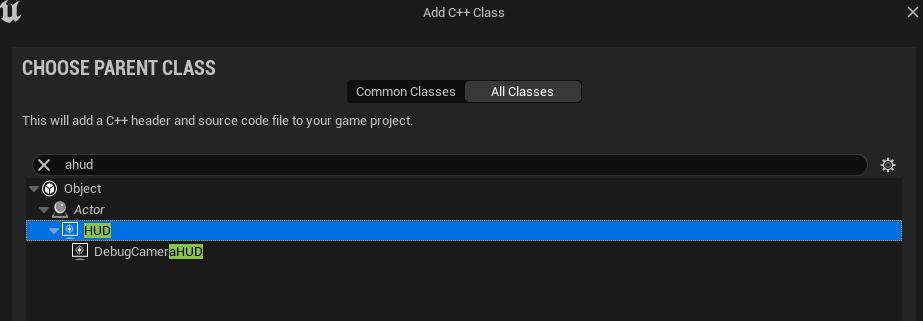 Add C++ Class
CHOOSE PARENT CLASS
Common Classes All Classes
This will add a C++ header and source code file to your game project.
ahud
Object
Actor
HUD
DebugCameraHUD